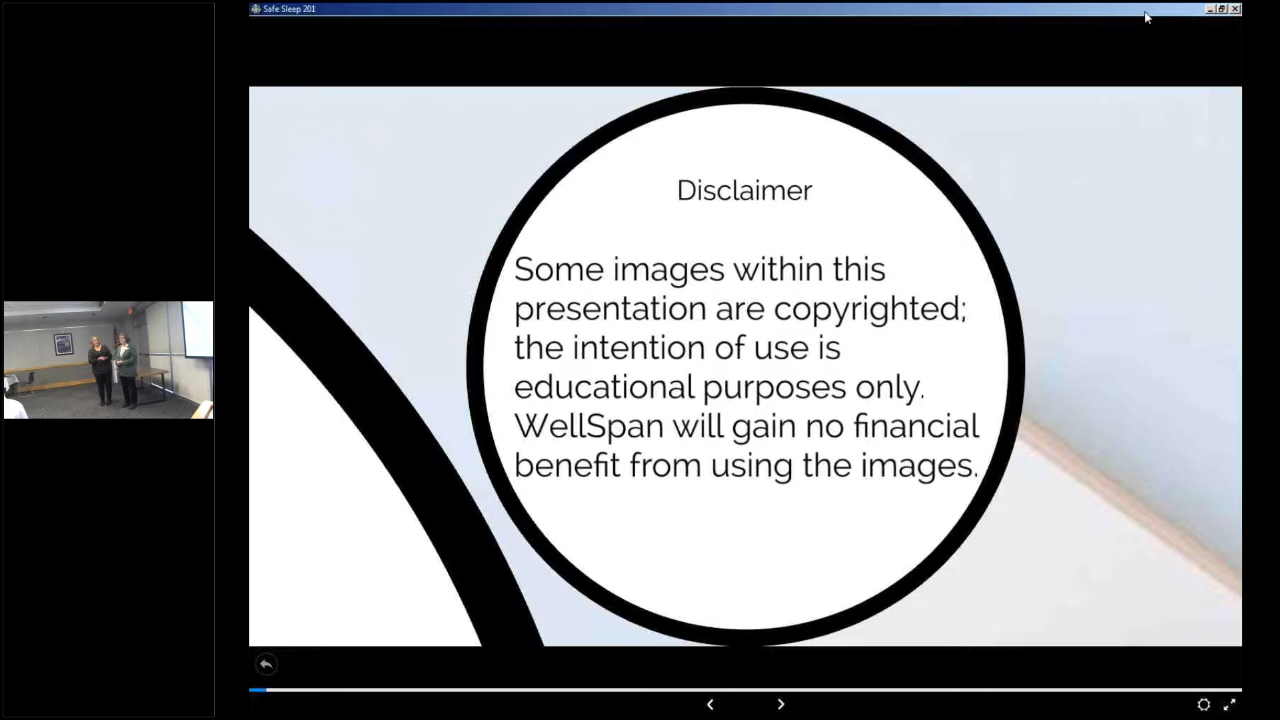 Safe Sleep 201
Disclaimer
Some images within this
presentation are copyrighted;
the intention of use is
educational purposes only.
WellSpan will gain no financial
benefit from using the images.